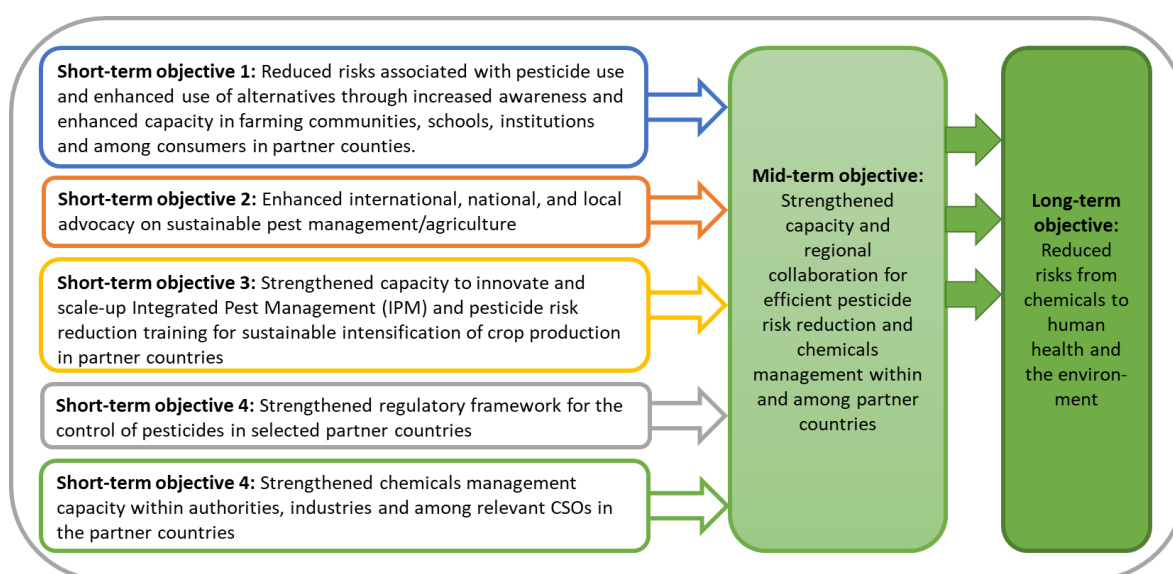 Short-term objective 1: Reduced risks associated with pesticide use
and enhanced use of alternatives through increased awareness and
enhanced capacity in farming communities, schools, institutions
and among consumers in partner counties.
Short-term objective 2: Enhanced international, national, and local
advocacy on sustainable pest management/agriculture
Short-term objective 3: Strengthened capacity to innovate and
scale-up Integrated Pest Management (IPM) and pesticide risk
reduction training for sustainable intensification of crop production
in partner countries
Short-term objective 4: Strengthened regulatory framework for the
control of pesticides in selected partner countries
Short-term objective 4: Strengthened chemicals management
capacity within authorities, industries and among relevant CSOs in
the partner countries
Mid-term objective:
Strengthened
capacity and
regional
collaboration for
efficient pesticide
risk reduction and
chemicals
management within
and among partner
countries
Long-term
objective:
Reduced
risks from
chemicals to
human
health and
the environ-
ment